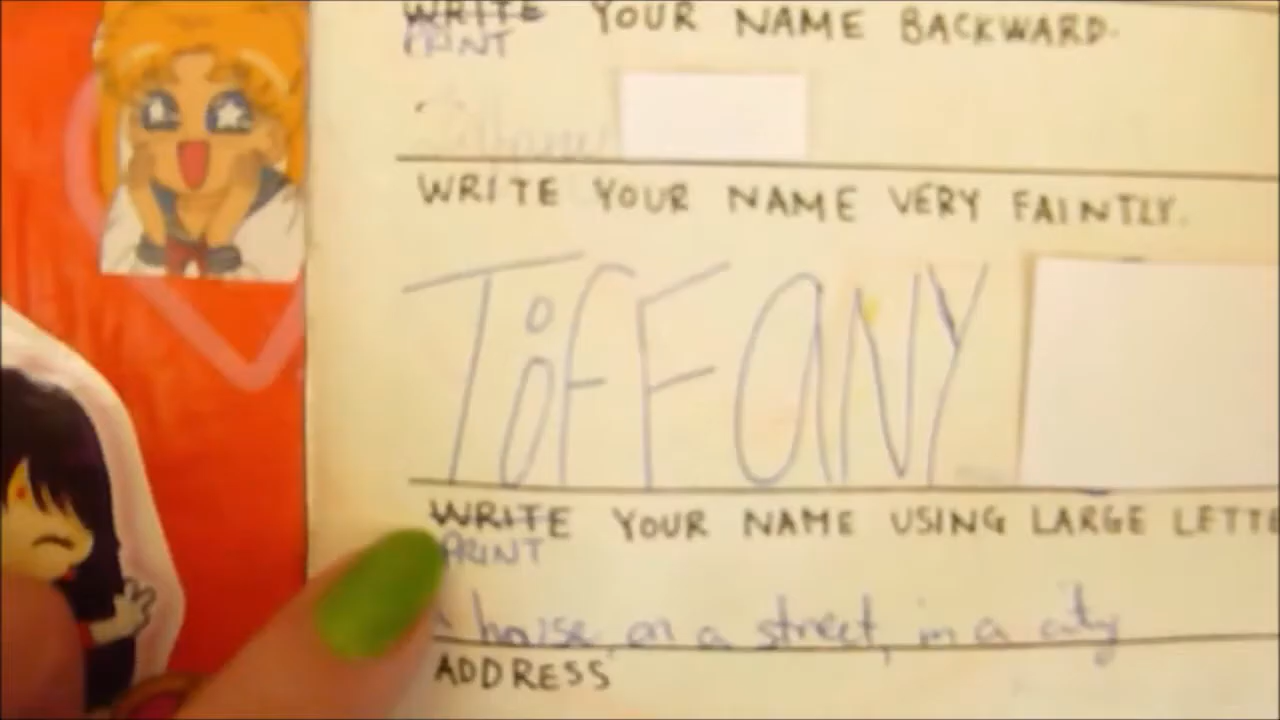 WRITE YOUR NAME BACKWARD.
PRINT
Tiffany
WRITE YOUR NAME VERY FAINTLY.
TiFFaNY
WRITE YOUR NAME USING LARGE LETTE
PRINT
a house, on a street, in a city
ADDRESS